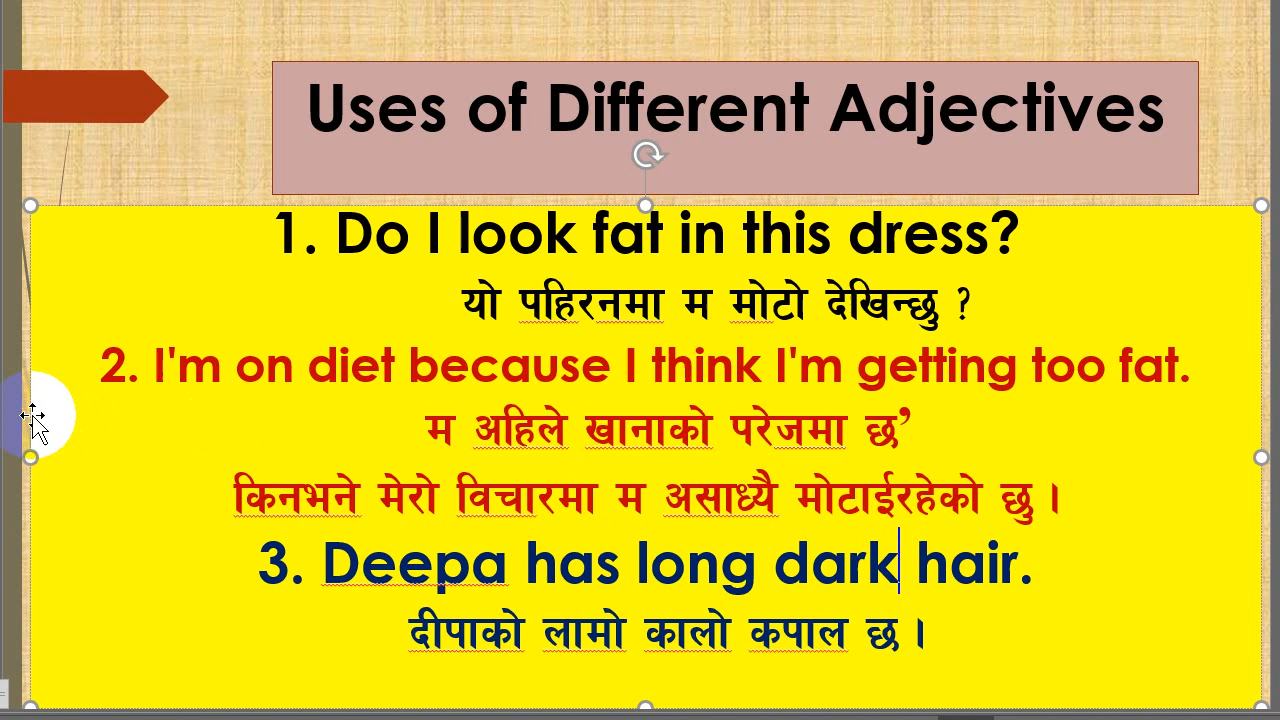 Uses of Different Adjectives
1. Do I look fat in this dress?
यो पहिरनमा म मोटो देखिन्छु ?
2. I'm on diet because I think I'm getting too fat.
म अहिले खानाको परेजमा छ’
किनभने मेरो विचारमा म असाध्यै मोटाईरहेको छु ।
3. Deepa has long dark hair.
दीपाको लामो कालो कपाल छ ।